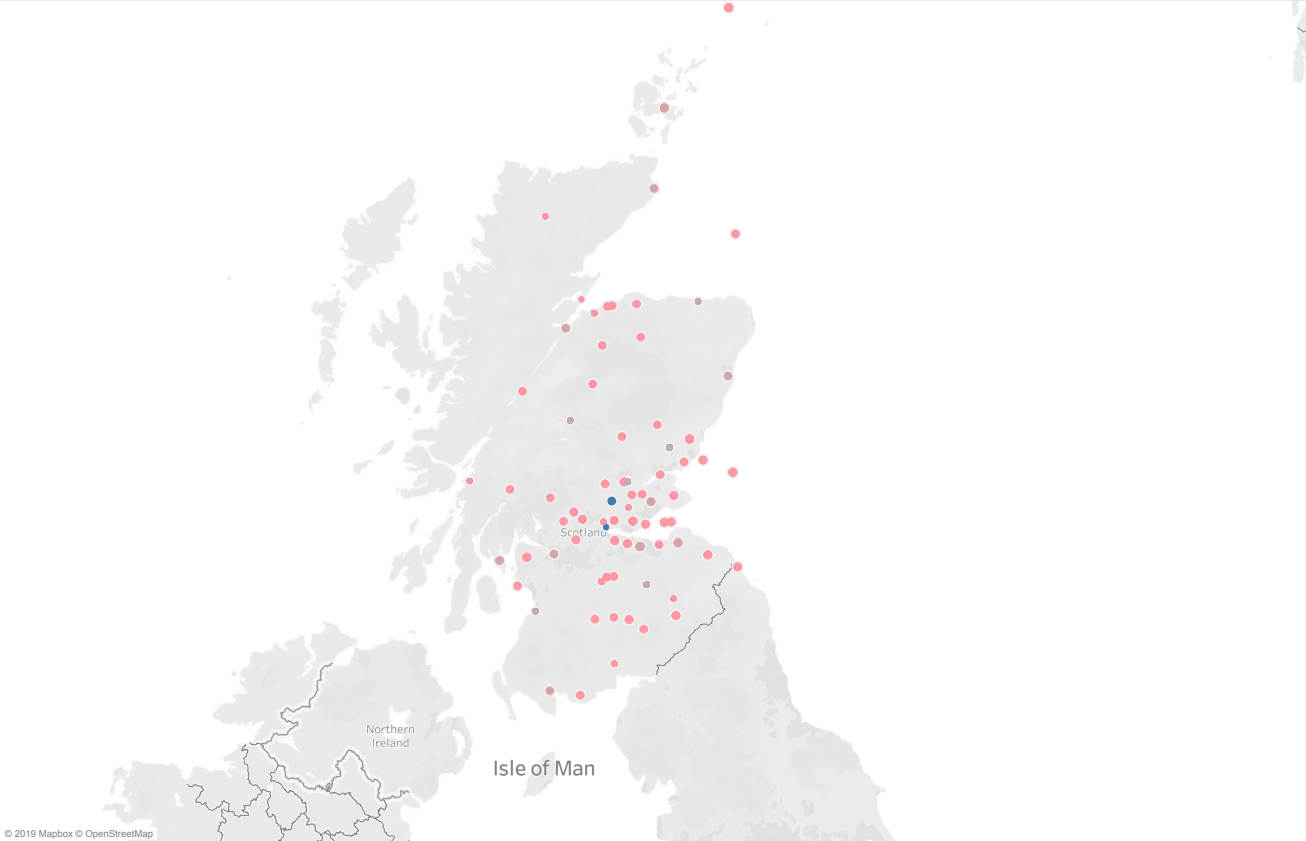 Scotland
Northern
Ireland
Isle of Man
© 2019 Mapbox © OpenStreetMap